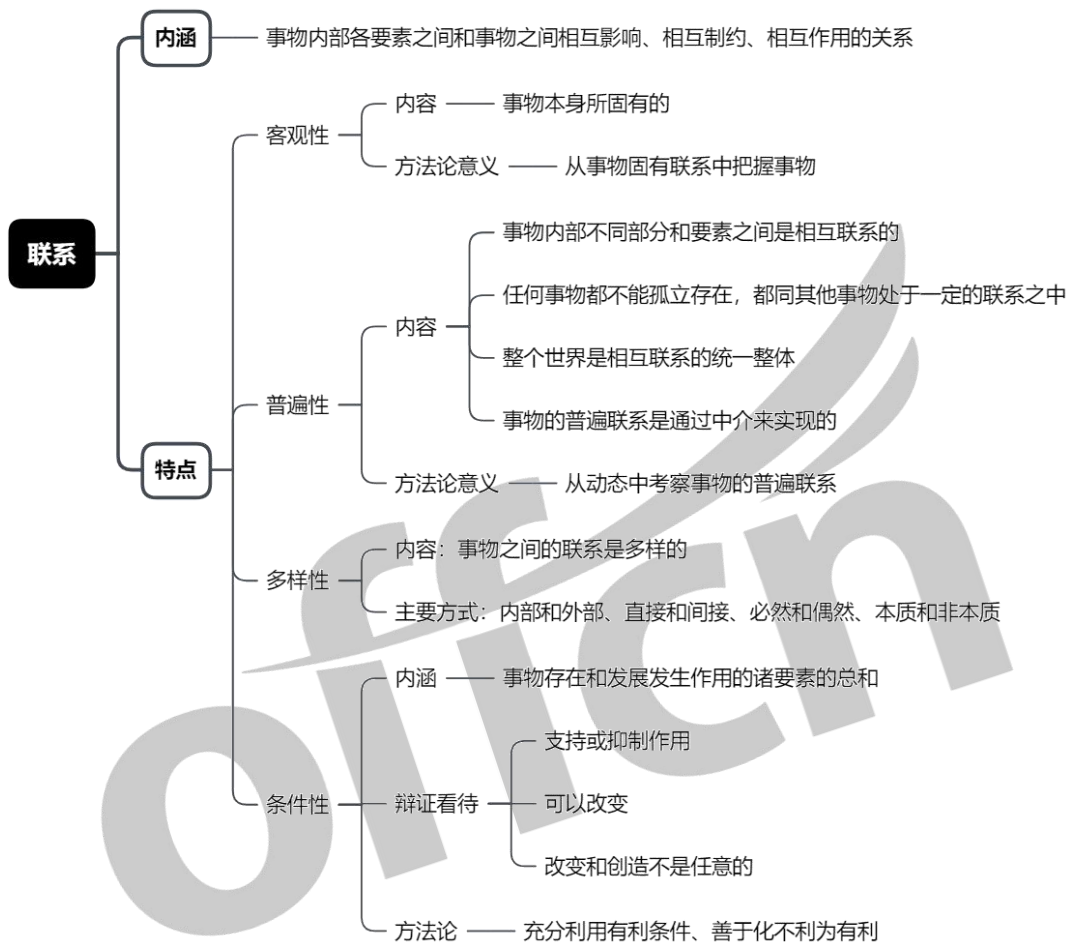 联系
内涵
事物内部各要素之间和事物之间相互影响、相互制约、相互作用的关系
特点
客观性
内容
事物本身所固有的
方法论意义
从事物固有联系中把握事物
普遍性
内容
事物内部不同部分和要素之间是相互联系的
任何事物都不能孤立存在，都同其他事物处于一定的联系之中
整个世界是相互联系的统一整体
事物的普遍联系是通过中介来实现的
方法论意义
从动态中考察事物的普遍联系
多样性
内容：事物之间的联系是多样的
主要方式：内部和外部、直接和间接、必然和偶然、本质和非本质
条件性
内涵
事物存在和发展发生作用的诸要素的总和
辩证看待
支持或抑制作用
可以改变
改变和创造不是任意的
方法论
充分利用有利条件、善于化不利为有利
offcn